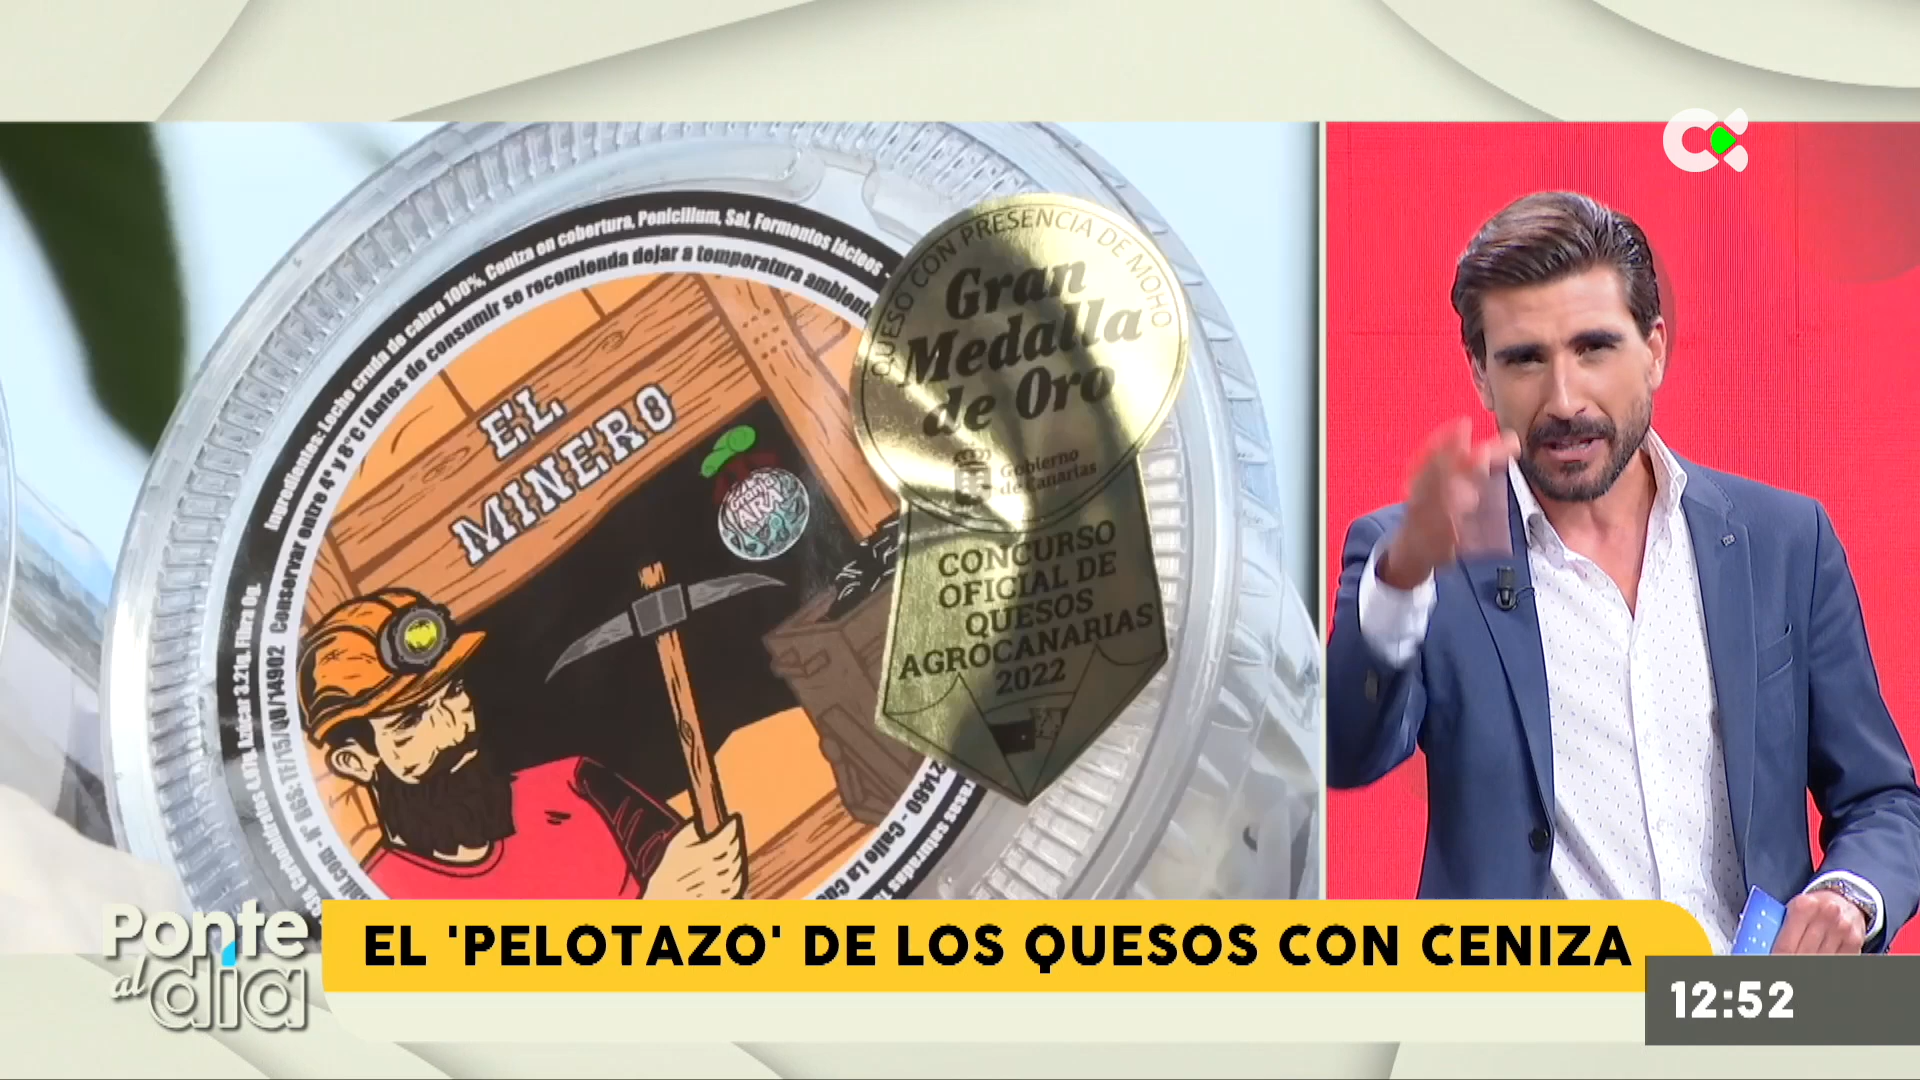 Ingredientes: Leche cruda de cabra 100%, Ceniza en cobertura, Penicilium, Sal, Formentos lácteos -
Conservar entre 4° y 8°C (Antes de consumir se recomienda dejar a temperatura ambiente
EL
MINERO
Granja
ARA
QUESO CON PRESENCIA DE MOHO
Gran
Medalla
de Oro
Gobierno
de Canarias
CONCURSO
OFICIAL DE
QUESOS
AGROCANARIAS
2022
Ponte
al día
EL 'PELOTAZO' DE LOS QUESOS CON CENIZA
12:52